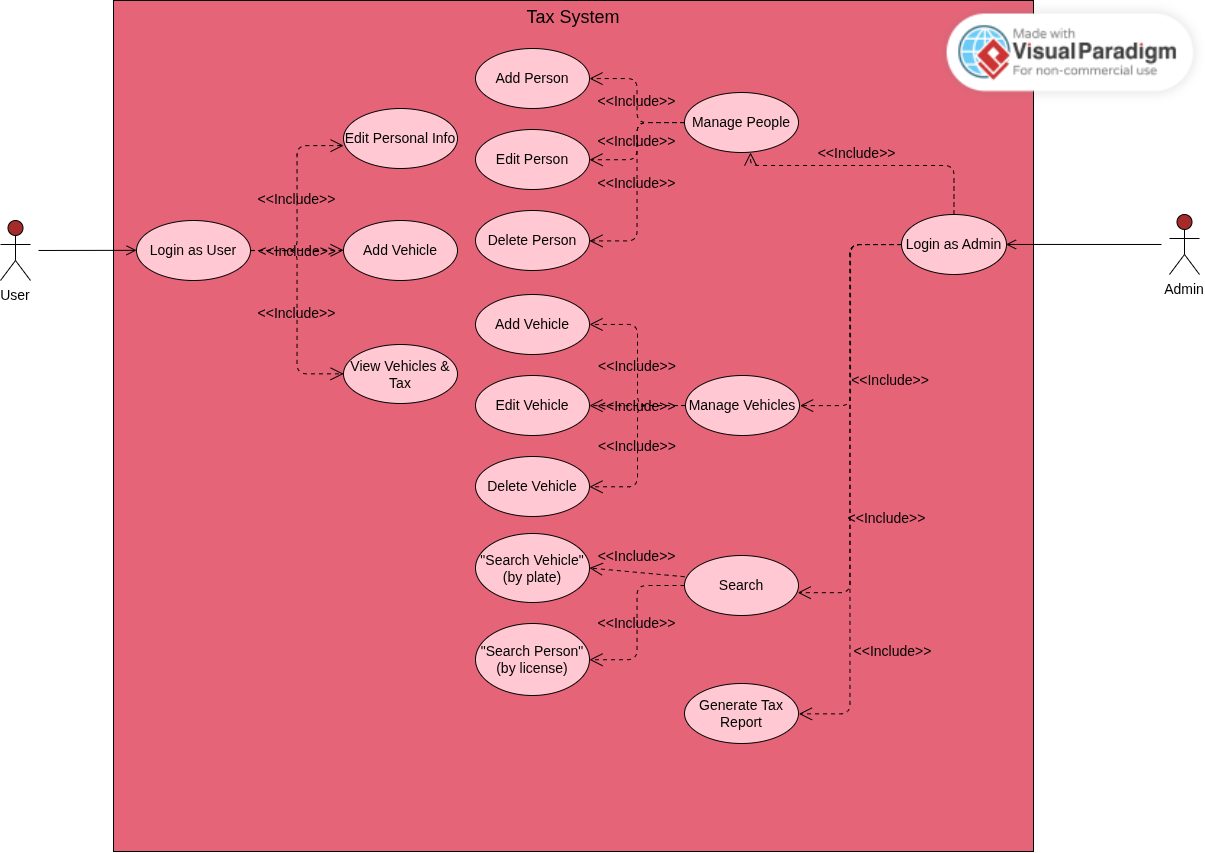 Tax System
Made with
VisualParadigm
For non-commercial use
Add Person
<<Include>>
Manage People
Edit Personal Info
<<Include>>
Edit Person
<<Include>>
<<Include>>
<<Include>>
User
Login as User
<<Include>>
Add Vehicle
Delete Person
Login as Admin
Admin
<<Include>>
Add Vehicle
View Vehicles &
Tax
<<Include>>
<<Include>>
Edit Vehicle
<<Include>>
Manage Vehicles
<<Include>>
Delete Vehicle
<<Include>>
"Search Vehicle"
(by plate)
<<Include>>
Search
<<Include>>
"Search Person"
(by license)
<<Include>>
Generate Tax
Report